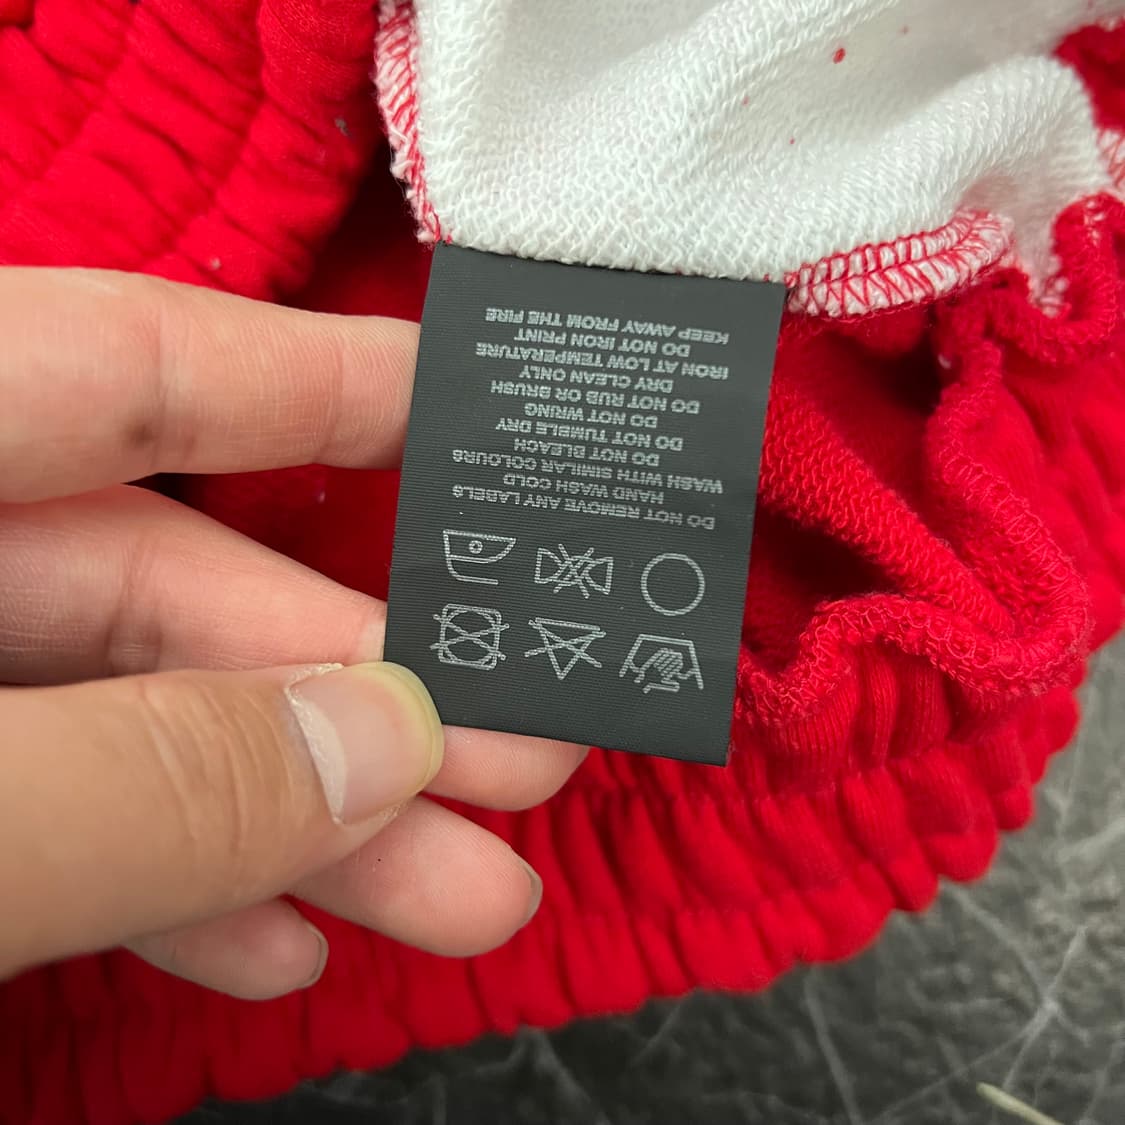 DO NOT REMOVE ANY LABELS
HAND WASH COLD
WASH WITH SIMILAR COLOURS
DO NOT BLEACH
DO NOT TUMBLE DRY
DO NOT WRING
DO NOT RUB OR BRUSH
DRY CLEAN ONLY
IRON AT LOW TEMPERATURE
DO NOT IRON PRINT
KEEP AWAY FROM THE FIRE